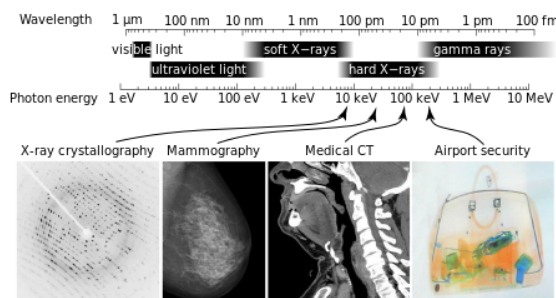 Wavelength 1 μm 100 nm 10 nm 1 nm 100 pm 10 pm 1 pm 100 fm
visible light soft X−rays gamma rays
ultraviolet light hard X−rays
Photon energy 1 eV 10 eV 100 eV 1 keV 10 keV 100 keV 1 MeV 10 MeV
X-ray crystallography Mammography Medical CT Airport security